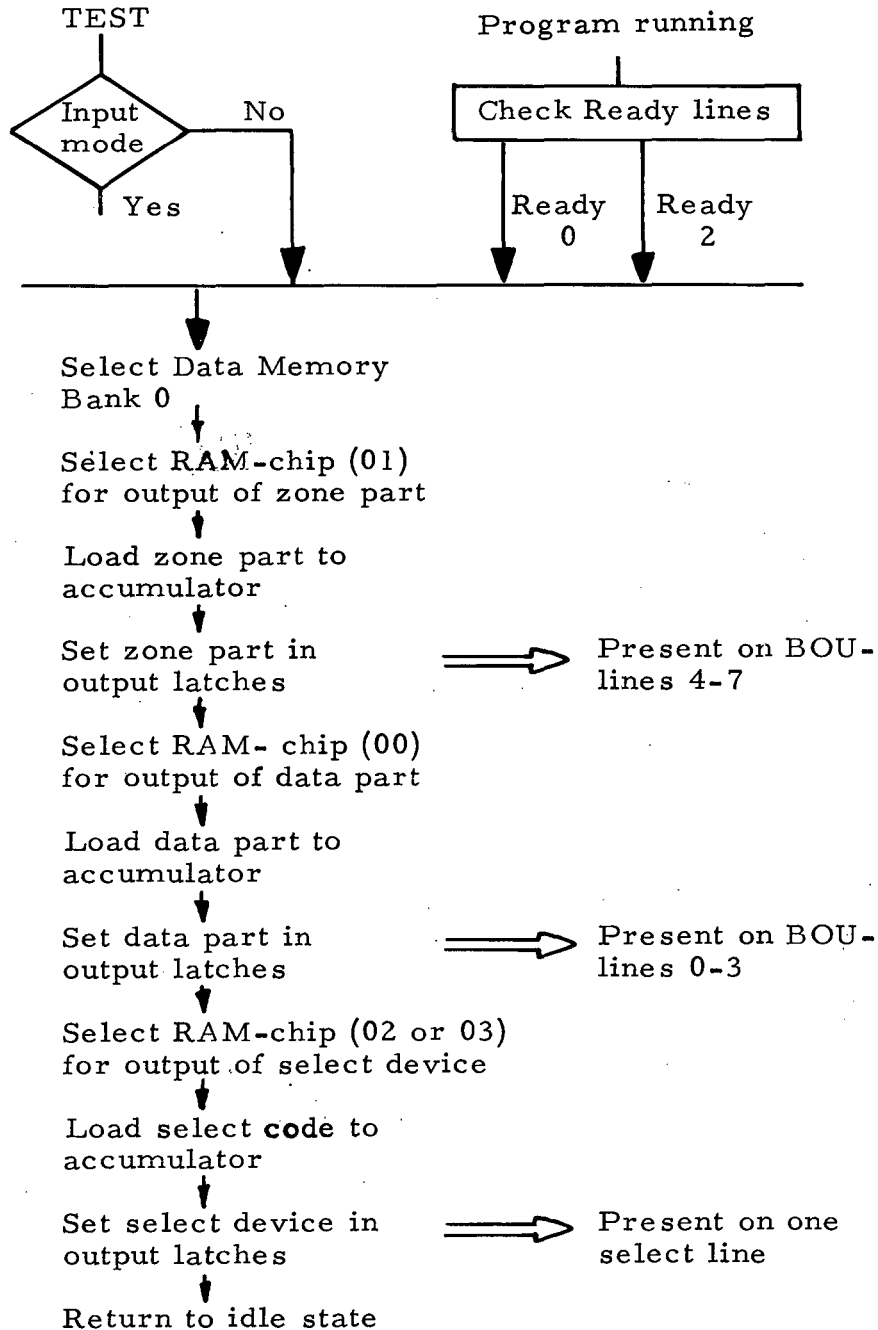 TEST
Program running
Input
mode
No
Yes
Check Ready lines
Ready
0
Ready
2
Select Data Memory
Bank 0
Select RAM-chip (01)
for output of zone part
Load zone part to
accumulator
Set zone part in
output latches
Present on BOU-
lines 4-7
Select RAM- chip (00)
for output of data part
Load data part to
accumulator
Set data part in
output latches
Present on BOU-
lines 0-3
Select RAM-chip (02 or 03)
for output of select device
Load select code to
accumulator
Set select device in
output latches
Present on one
select line
Return to idle state